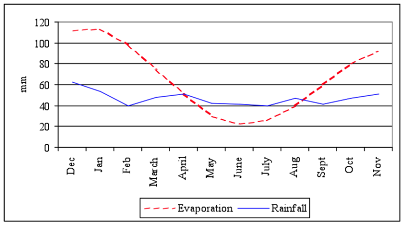 120
100
80
60
40
20
0
mm
Dec
Jan
Feb
March
April
May
June
July
Aug
Sept
Oct
Nov
Evaporation
Rainfall